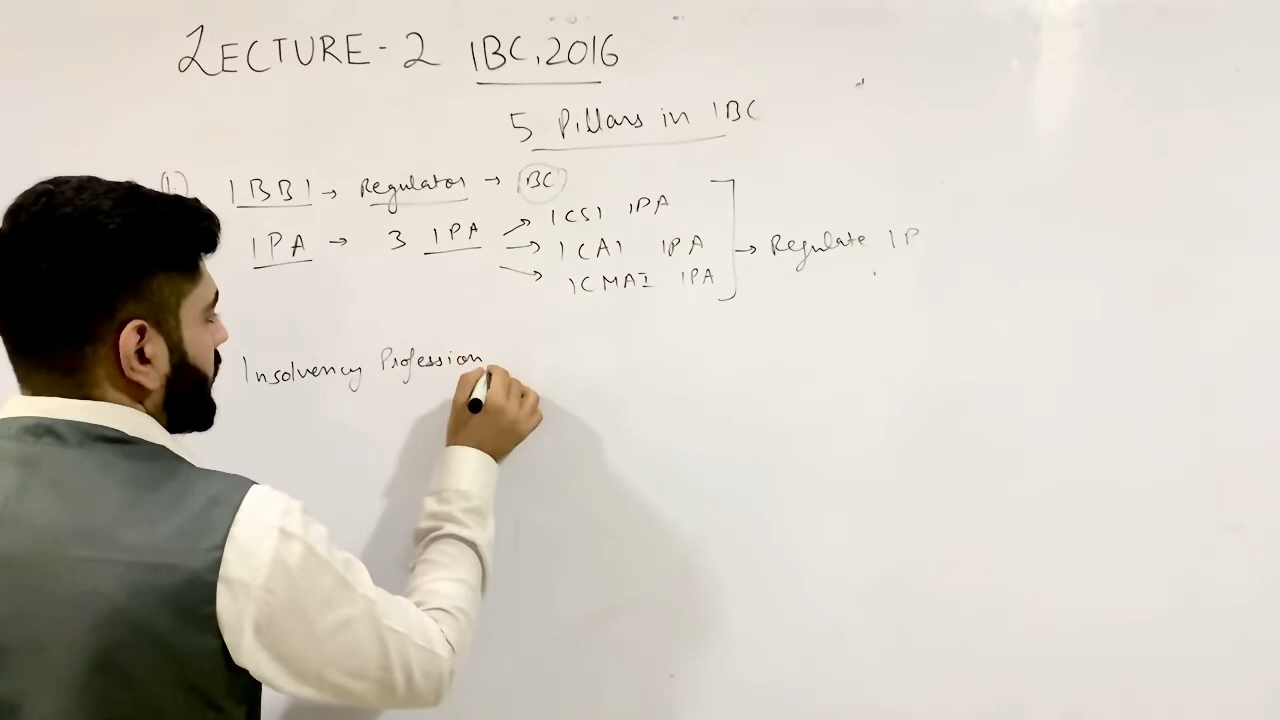 LECTURE - 2 IBC, 2016
5 Pillars in IBC
1.) IBBI → Regulator → IBC
IPA → 3 IPA → ICSI IPA
→ ICAI IPA → Regulate IP
→ ICMAI IPA
Insolvency Profession